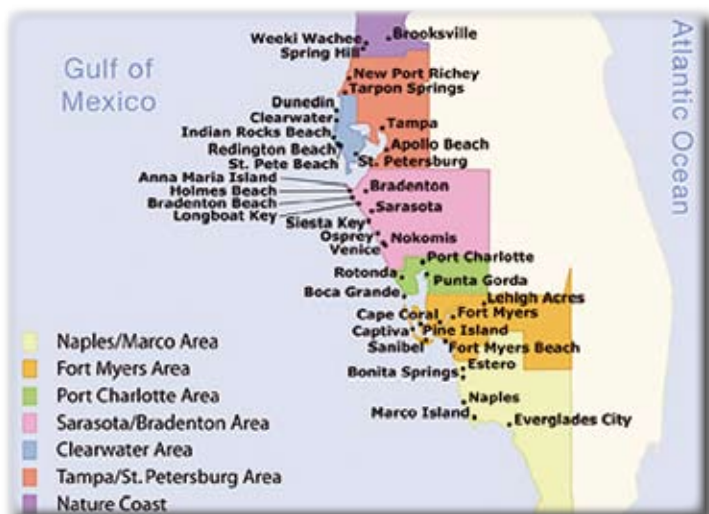 Gulf of
Mexico
Atlantic Ocean
Weeki Wachee
Spring Hill
Brooksville
New Port Richey
Tarpon Springs
Dunedin
Clearwater
Indian Rocks Beach
Redington Beach
St. Pete Beach
Tampa
Apollo Beach
St. Petersburg
Anna Maria Island
Holmes Beach
Bradenton Beach
Longboat Key
Bradenton
Sarasota
Siesta Key
Osprey
Venice
Nokomis
Port Charlotte
Rotonda
Punta Gorda
Boca Grande
Lehigh Acres
Cape Coral
Fort Myers
Captiva
Pine Island
Sanibel
Fort Myers Beach
Estero
Bonita Springs
Naples
Marco Island
Everglades City
Naples/Marco Area
Fort Myers Area
Port Charlotte Area
Sarasota/Bradenton Area
Clearwater Area
Tampa/St. Petersburg Area
Nature Coast